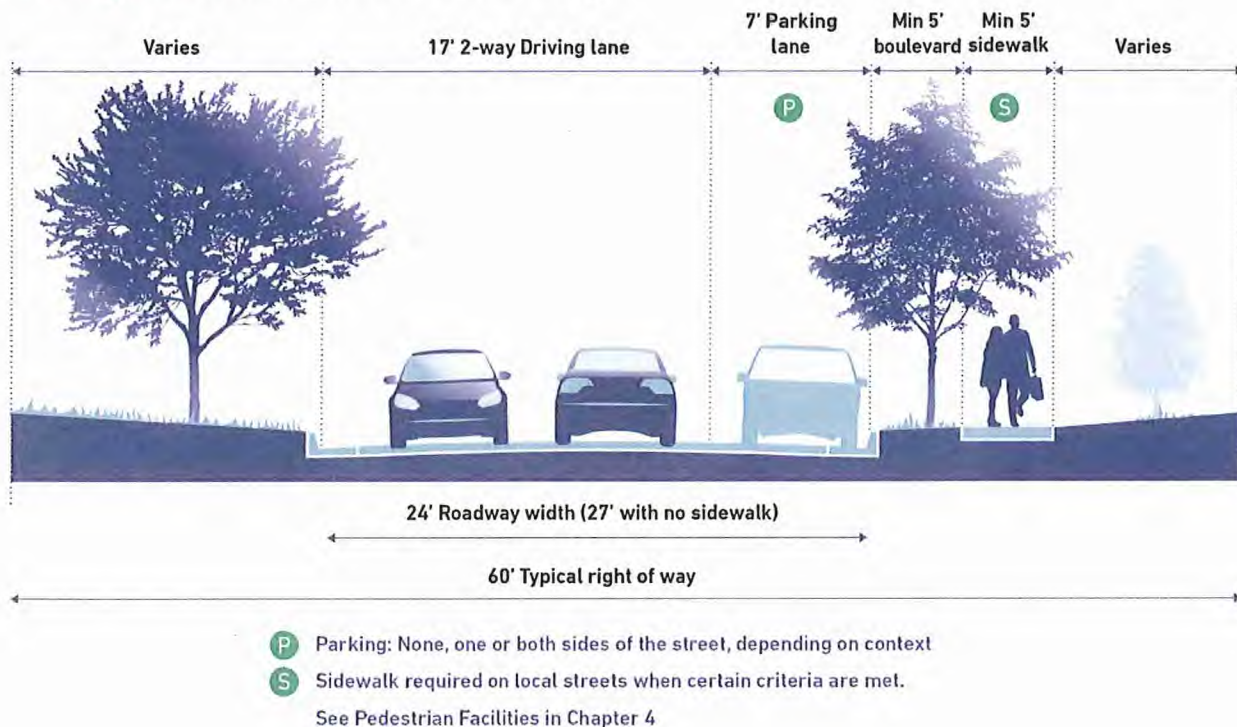 Varies
17' 2-way Driving lane
7' Parking
lane
Min 5'
boulevard
Min 5'
sidewalk
Varies
P
S
24' Roadway width (27' with no sidewalk)
60' Typical right of way
P Parking: None, one or both sides of the street, depending on context
S Sidewalk required on local streets when certain criteria are met.
See Pedestrian Facilities in Chapter 4